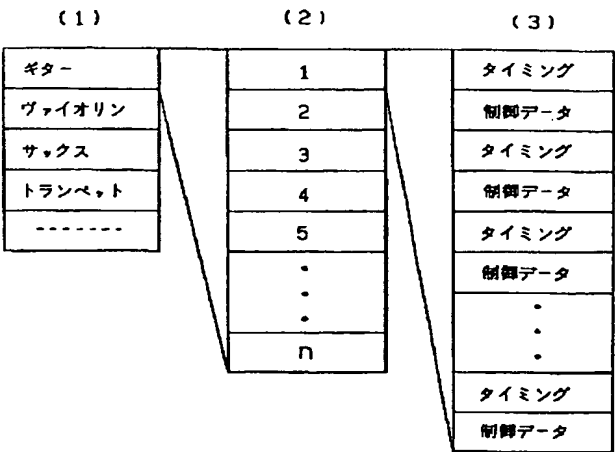 (1)
ギター
ヴァイオリン
サックス
トランペット
-------
(2)
1
2
3
4
5
n
(3)
タイミング
制御データ
タイミング
制御データ
タイミング
制御データ
タイミング
制御データ